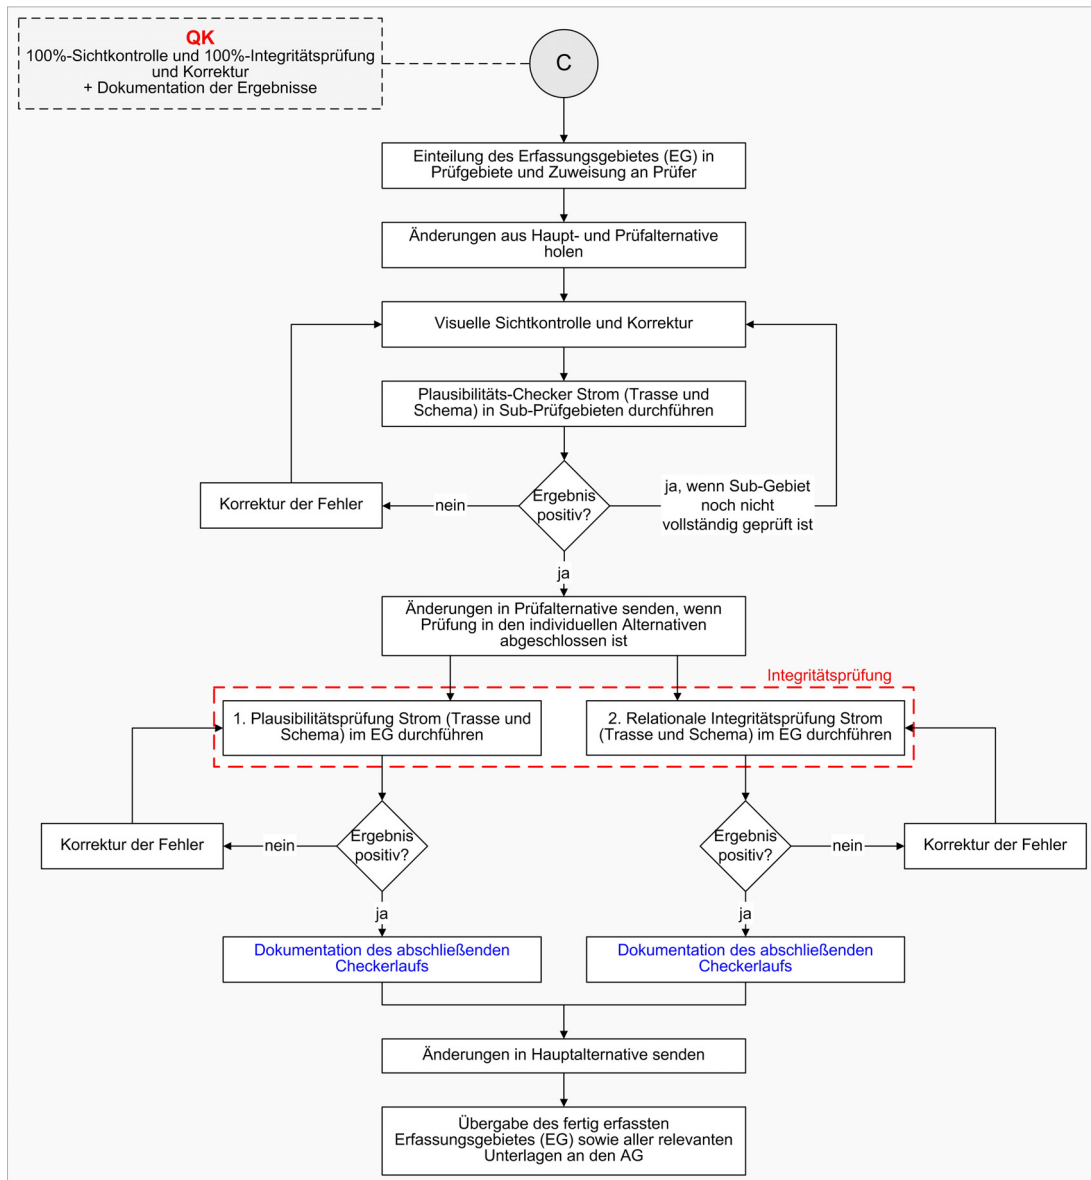 QK
100%-Sichtkontrolle und 100%-Integritätsprüfung
und Korrektur
+ Dokumentation der Ergebnisse
C
Einteilung des Erfassungsgebietes (EG) in
Prüfgebiete und Zuweisung an Prüfer
Änderungen aus Haupt- und Prüfalternative
holen
Visuelle Sichtkontrolle und Korrektur
Plausibilitäts-Checker Strom (Trasse und
Schema) in Sub-Prüfgebieten durchführen
Korrektur der Fehler
nein
Ergebnis
positiv?
ja, wenn Sub-Gebiet
noch nicht
vollständig geprüft ist
ja
Änderungen in Prüfalternative senden, wenn
Prüfung in den individuellen Alternativen
abgeschlossen ist
Integritätsprüfung
1. Plausibilitätsprüfung Strom (Trasse und
Schema) im EG durchführen
2. Relationale Integritätsprüfung Strom
(Trasse und Schema) im EG durchführen
Korrektur der Fehler
nein
Ergebnis
positiv?
Ergebnis
positiv?
nein
Korrektur der Fehler
ja
ja
Dokumentation des abschließenden
Checkerlaufs
Dokumentation des abschließenden
Checkerlaufs
Änderungen in Hauptalternative senden
Übergabe des fertig erfassten
Erfassungsgebietes (EG) sowie aller relevanten
Unterlagen an den AG